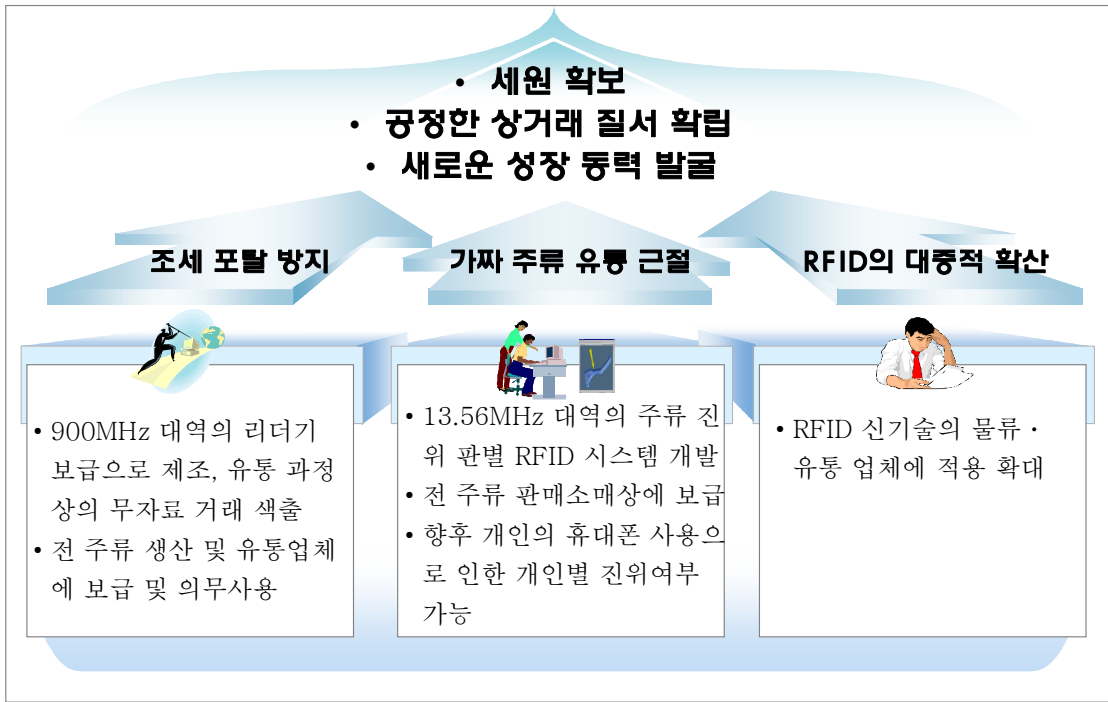 • 세원 확보
• 공정한 상거래 질서 확립
• 새로운 성장 동력 발굴
조세 포탈 방지
가짜 주류 유통 근절
RFID의 대중적 확산
• 900MHz 대역의 리더기
보급으로 제조, 유통 과정
상의 무자료 거래 색출
• 전 주류 생산 및 유통업체
에 보급 및 의무사용
• 13.56MHz 대역의 주류 진
위 판별 RFID 시스템 개발
• 전 주류 판매소매상에 보급
• 향후 개인의 휴대폰 사용으
로 인한 개인별 진위여부
가능
• RFID 신기술의 물류・
유통 업체에 적용 확대